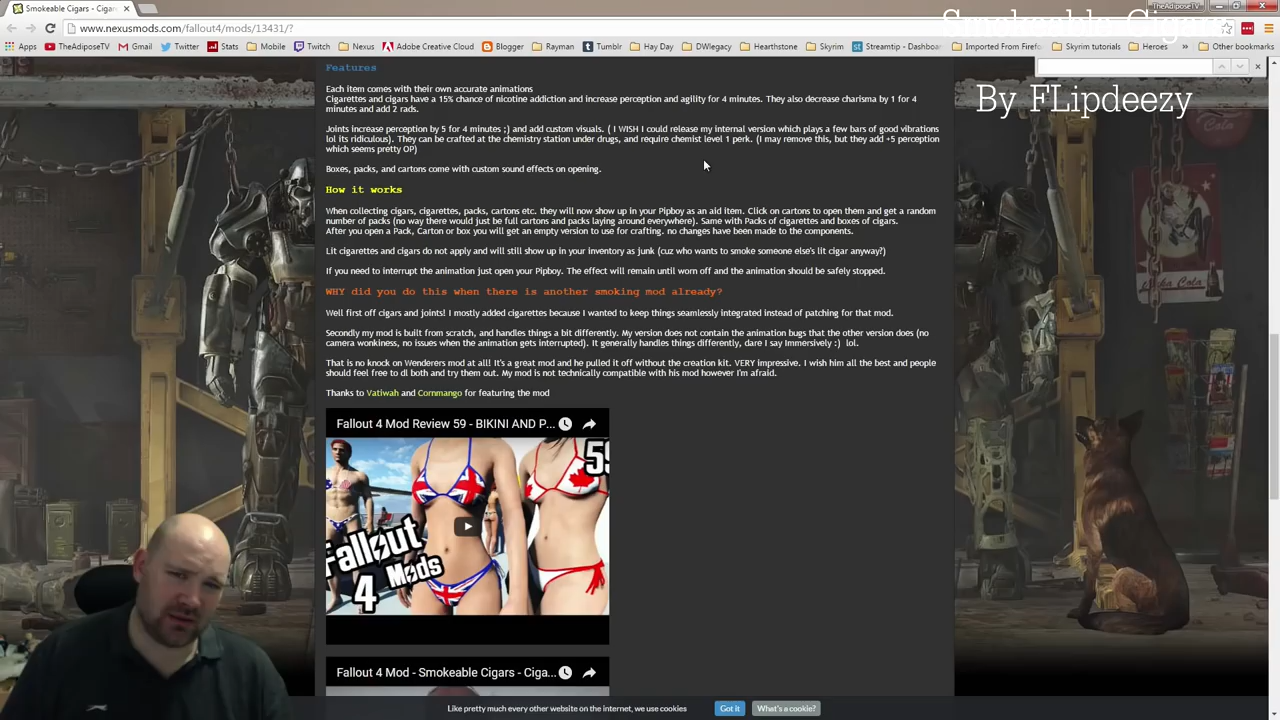 Smokeable Cigars - Cigar
TheAdiposeTV
www.nexusmods.com/fallout4/mods/13431/?
Apps
TheAdiposeTV
Gmail
Twitter
Stats
Mobile
Twitch
Nexus
Adobe Creative Cloud
Blogger
Rayman
Tumblr
Hay Day
DWlegacy
Hearthstone
Skyrim
Streamtip - Dashboa
Imported From Firefo
Skyrim tutorials
Heroes
»
Other bookmarks
By FLipdeezy
Features
Each item comes with their own accurate animations
Cigarettes and cigars have a 15% chance of nicotine addiction and increase perception and agility for 4 minutes. They also decrease charisma by 1 for 4
minutes and add 2 rads.
Joints increase perception by 5 for 4 minutes ;) and add custom visuals. ( I WISH I could release my internal version which plays a few bars of good vibrations
lol its ridiculous). They can be crafted at the chemistry station under drugs, and require chemist level 1 perk. (I may remove this, but they add +5 perception
which seems pretty OP)
Boxes, packs, and cartons come with custom sound effects on opening.
How it works
When collecting cigars, cigarettes, packs, cartons etc. they will now show up in your Pipboy as an aid item. Click on cartons to open them and get a random
number of packs (no way there would just be full cartons and packs laying around everywhere). Same with Packs of cigarettes and boxes of cigars.
After you open a Pack, Carton or box you will get an empty version to use for crafting. no changes have been made to the components.
Lit cigarettes and cigars do not apply and will still show up in your inventory as junk (cuz who wants to smoke someone else's lit cigar anyway?)
If you need to interrupt the animation just open your Pipboy. The effect will remain until worn off and the animation should be safely stopped.
WHY did you do this when there is another smoking mod already?
Well first off cigars and joints! I mostly added cigarettes because I wanted to keep things seamlessly integrated instead of patching for that mod.
Secondly my mod is built from scratch, and handles things a bit differently. My version does not contain the animation bugs that the other version does (no
camera wonkiness, no issues when the animation gets interrupted). It generally handles things differently, dare I say Immersively :) lol.
That is no knock on Wenderers mod at all! It's a great mod and he pulled it off without the creation kit. VERY impressive. I wish him all the best and people
should feel free to dl both and try them out. My mod is not technically compatible with his mod however I'm afraid.
Thanks to Vatiwah and Cornmango for featuring the mod
Fallout 4 Mod Review 59 - BIKINI AND P...
59
Fallout
4 Mods
Fallout 4 Mod - Smokeable Cigars - Ciga...
Like pretty much every other website on the internet, we use cookies
Got it
What's a cookie?